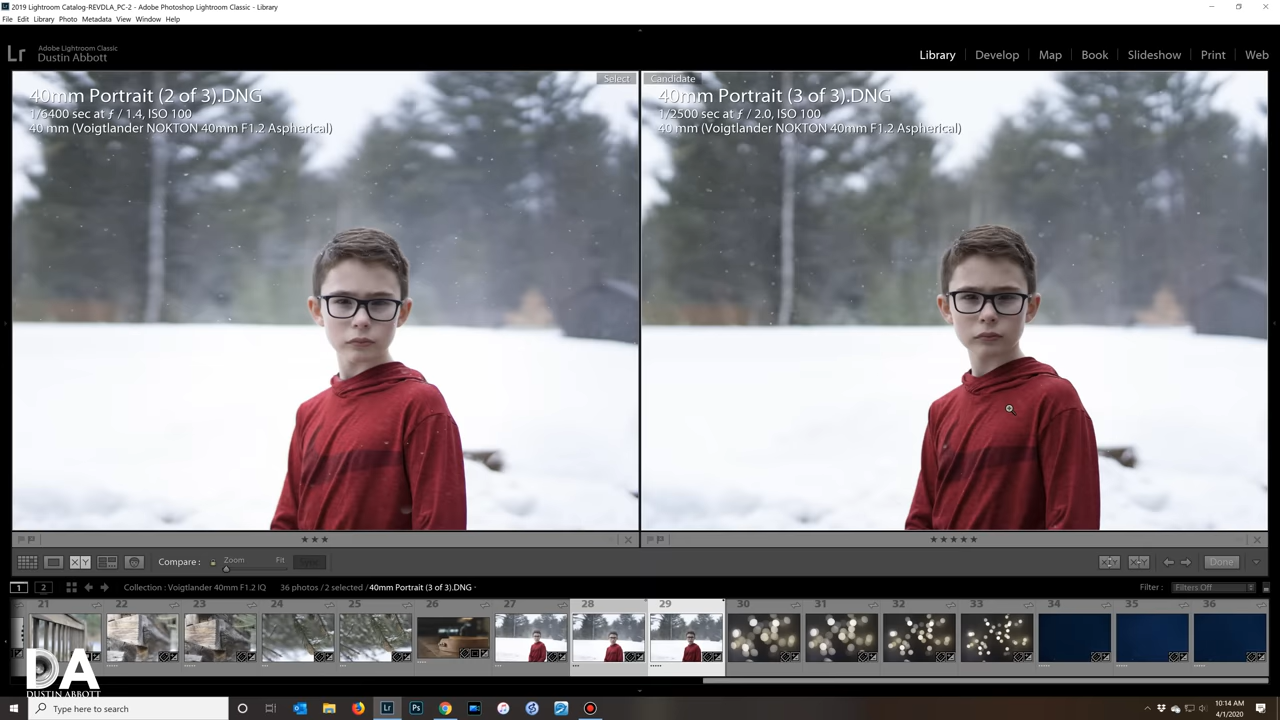 2019 Lightroom Catalog-REVDLA_PC-2 - Adobe Photoshop Lightroom Classic - Library
File Edit Library Photo Metadata View Window Help
Lr Adobe Lightroom Classic
Dustin Abbott
Library Develop Map Book Slideshow Print Web
Select
40mm Portrait (2 of 3).DNG
1/6400 sec at ƒ / 1.4, ISO 100
40 mm (Voigtlander NOKTON 40mm F1.2 Aspherical)
Candidate
40mm Portrait (3 of 3).DNG
1/2500 sec at ƒ / 2.0, ISO 100
40 mm (Voigtlander NOKTON 40mm F1.2 Aspherical)
XY Compare : Zoom Fit Sync Done
1 2 Collection : Voigtlander 40mm F1.2 IQ 36 photos / 2 selected / 40mm Portrait (3 of 3).DNG Filter : Filters Off
21 22 23 24 25 26 27 28 29 30 31 32 33 34 35 36
DA
DUSTIN ABBOTT
Type here to search
Lr Ps
10:14 AM
4/1/2020